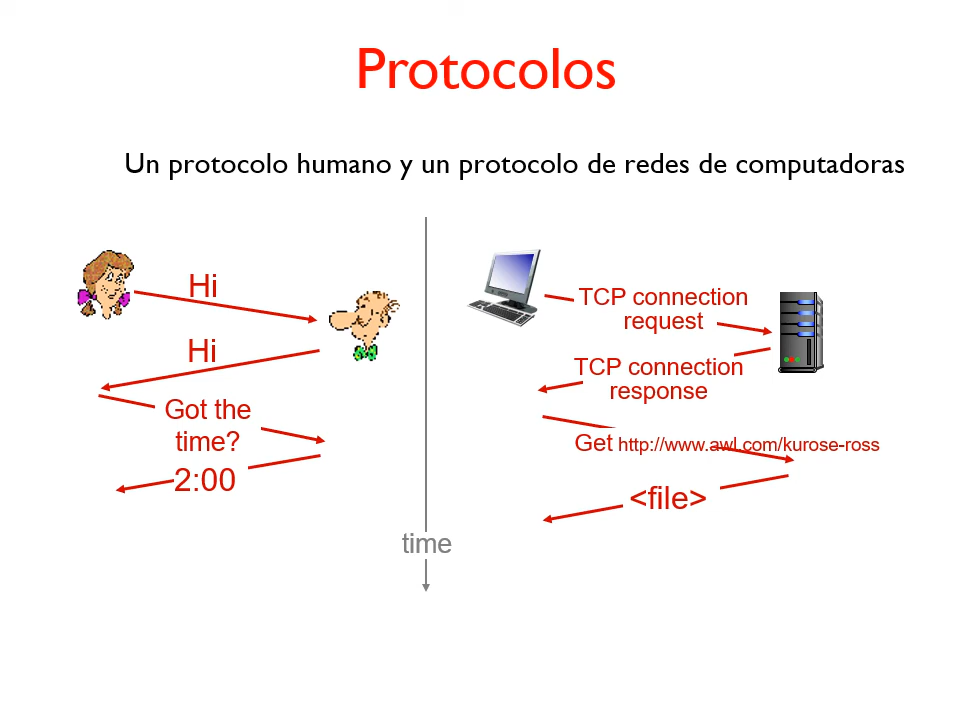 Protocolos
Un protocolo humano y un protocolo de redes de computadoras
Hi
Hi
Got the
time?
2:00
TCP connection
request
TCP connection
response
Get http://www.awl.com/kurose-ross
<file>
time